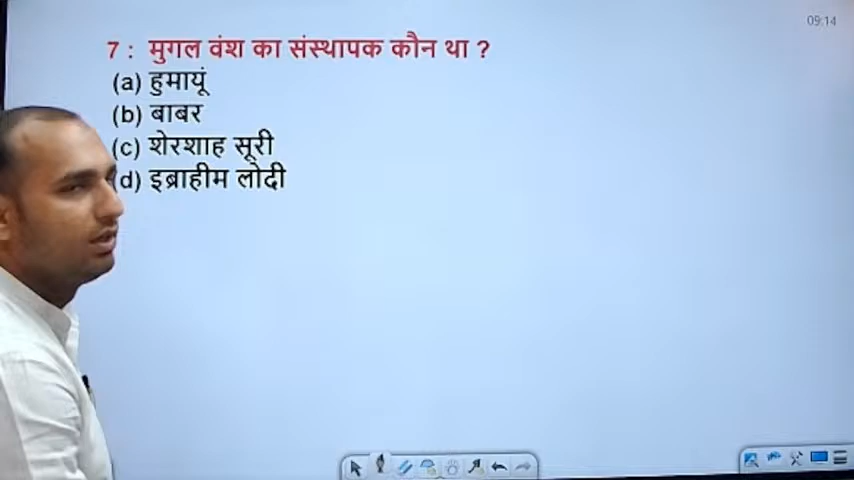 09:14
7 : मुगल वंश का संस्थापक कौन था ?
(a) हुमायूं
(b) बाबर
(c) शेरशाह सूरी
(d) इब्राहीम लोदी